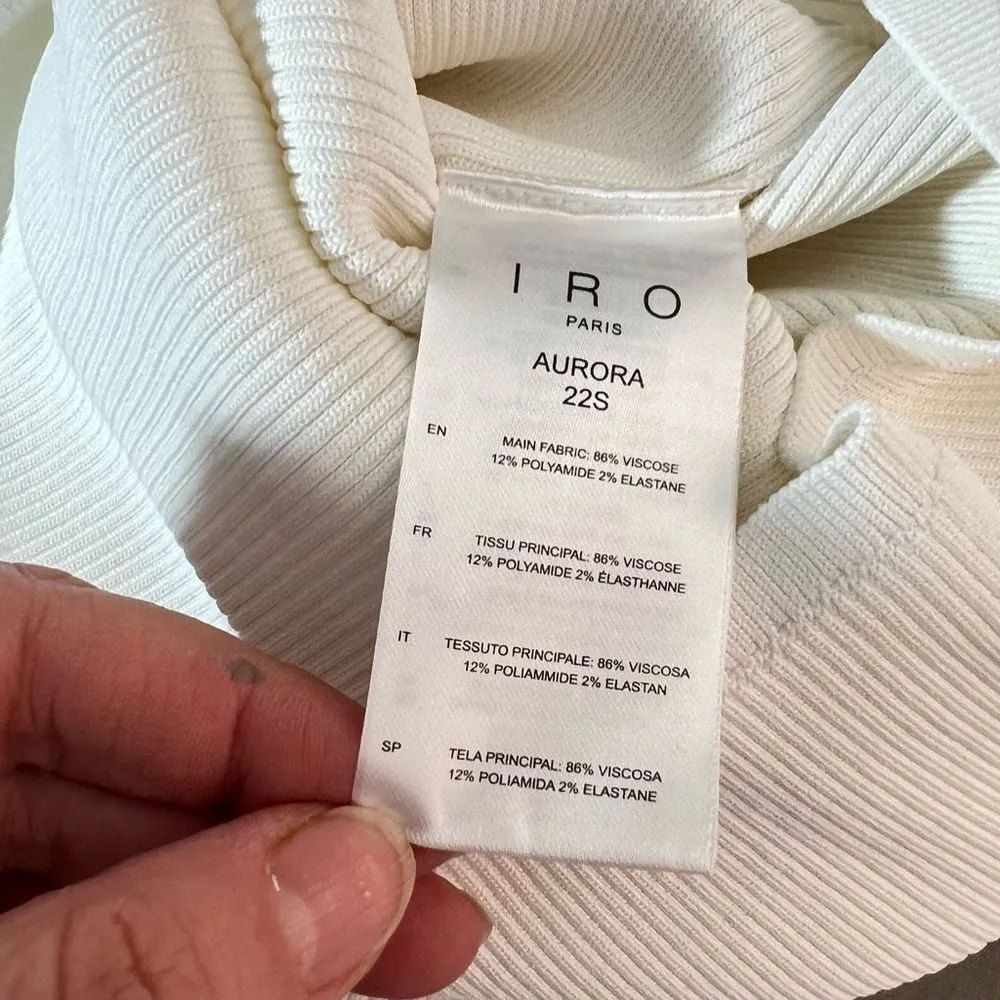 IRO
PARIS
AURORA
22S
EN
MAIN FABRIC: 86% VISCOSE
12% POLYAMIDE 2% ELASTANE
FR
TISSU PRINCIPAL: 86% VISCOSE
12% POLYAMIDE 2% ÉLASTHANNE
IT
TESSUTO PRINCIPALE: 86% VISCOSA
12% POLIAMMIDE 2% ELASTAN
SP
TELA PRINCIPAL: 86% VISCOSA
12% POLIAMIDA 2% ELASTANE